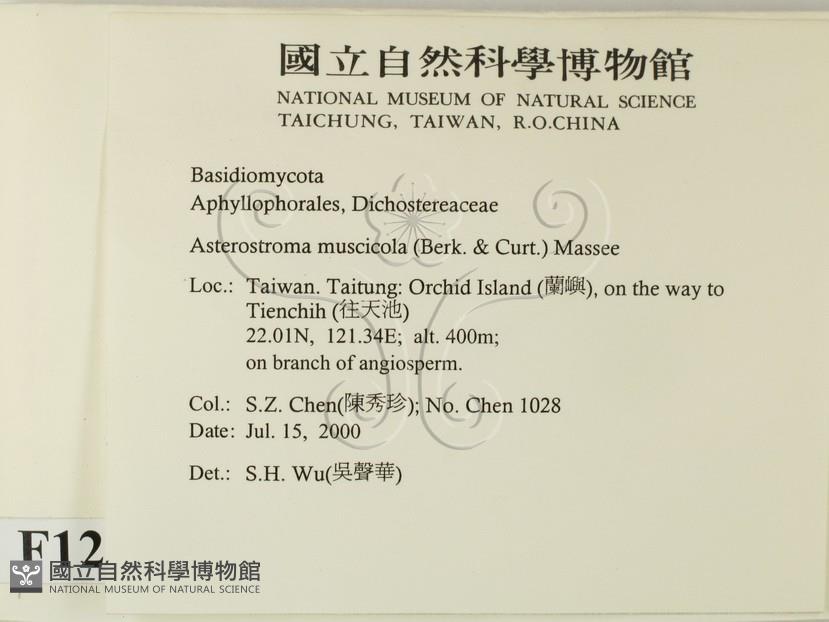 國立自然科學博物館
NATIONAL MUSEUM OF NATURAL SCIENCE
TAICHUNG, TAIWAN, R.O.CHINA
Basidiomycota
Aphyllophorales, Dichostereaceae
Asterostroma muscicola (Berk. & Curt.) Massee
Loc.: Taiwan. Taitung: Orchid Island (蘭嶼), on the way to
Tienchih (往天池)
22.01N, 121.34E; alt. 400m;
on branch of angiosperm.
Col.: S.Z. Chen(陳秀珍); No. Chen 1028
Date: Jul. 15, 2000
Det.: S.H. Wu(吳聲華)
F12
國立自然科學博物館
NATIONAL MUSEUM OF NATURAL SCIENCE